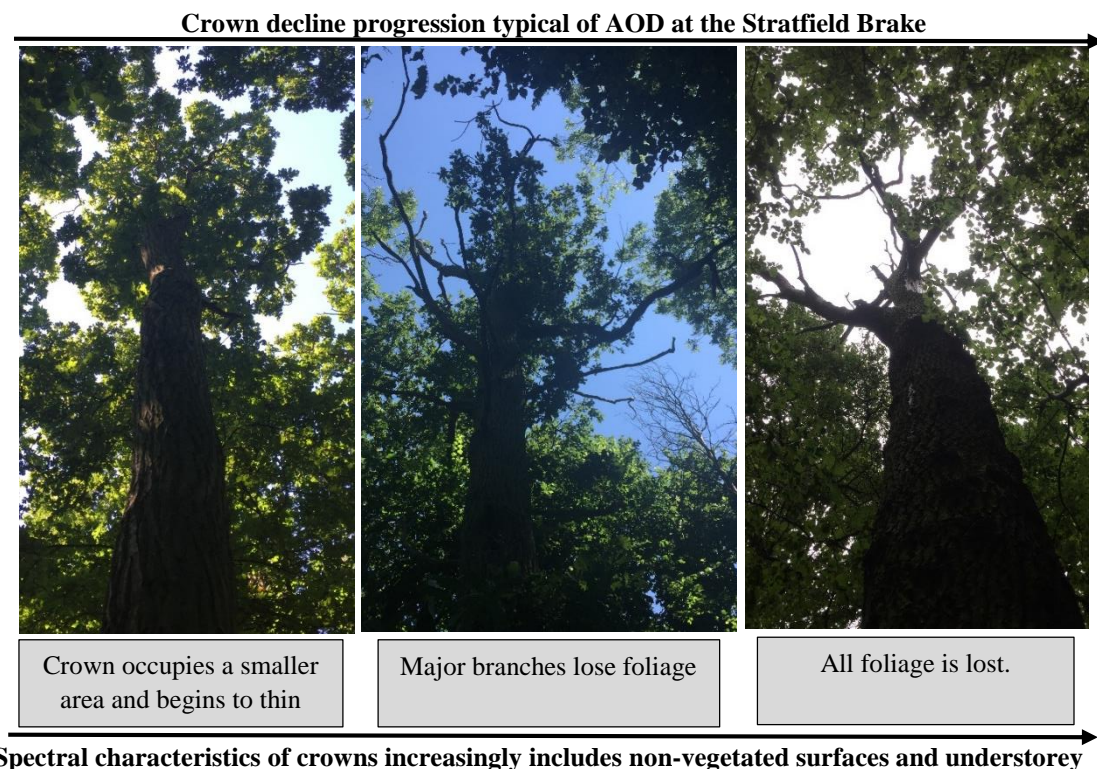 Crown decline progression typical of AOD at the Stratfield Brake
Crown occupies a smaller
area and begins to thin
Major branches lose foliage
All foliage is lost.
Spectral characteristics of crowns increasingly includes non-vegetated surfaces and understorey